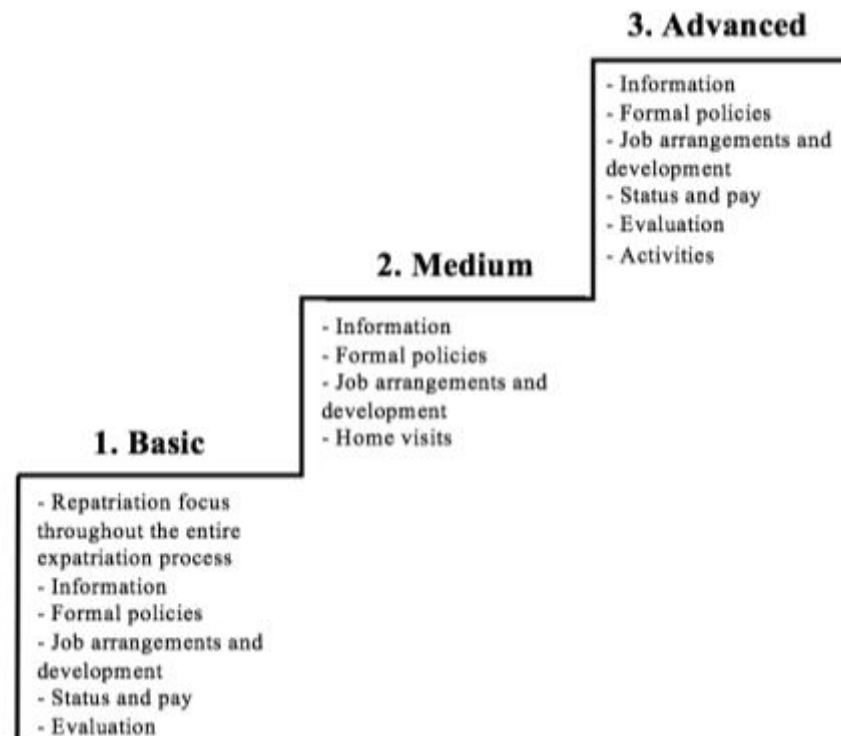 3. Advanced
- Information
- Formal policies
- Job arrangements and
development
- Status and pay
- Evaluation
- Activities
2. Medium
- Information
- Formal policies
- Job arrangements and
development
- Home visits
1. Basic
- Repatriation focus
throughout the entire
expatriation process
- Information
- Formal policies
- Job arrangements and
development
- Status and pay
- Evaluation